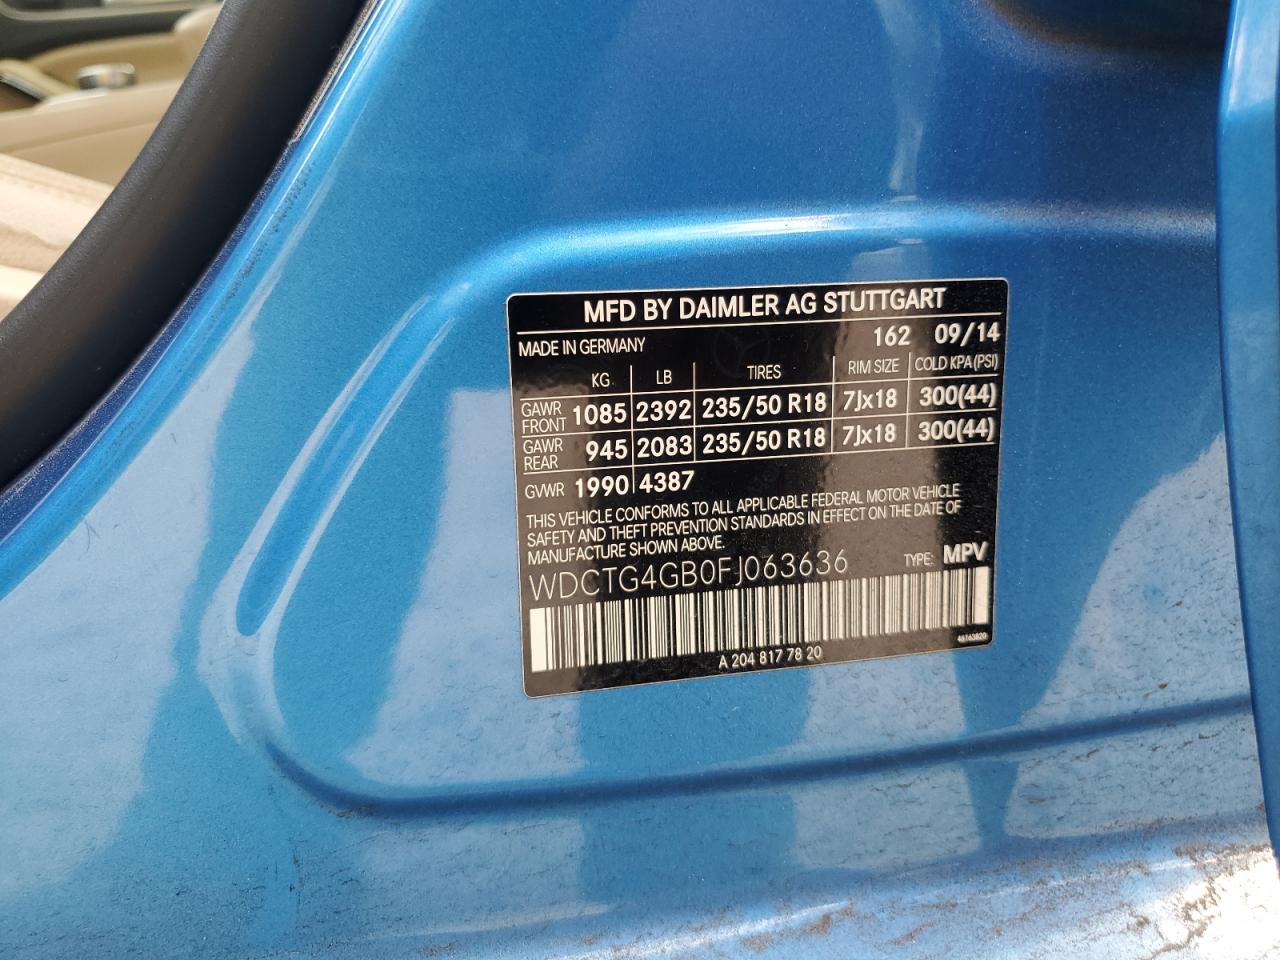 MFD BY DAIMLER AG STUTTGART
MADE IN GERMANY 162 09/14
KG LB TIRES RIM SIZE COLD KPA(PSI)
GAWR FRONT 1085 2392 235/50 R18 7Jx18 300(44)
GAWR REAR 945 2083 235/50 R18 7Jx18 300(44)
GVWR 1990 4387
THIS VEHICLE CONFORMS TO ALL APPLICABLE FEDERAL MOTOR VEHICLE
SAFETY AND THEFT PREVENTION STANDARDS IN EFFECT ON THE DATE OF
MANUFACTURE SHOWN ABOVE.
WDCTG4GB0FJ063636 TYPE: MPV
A 204 817 78 20